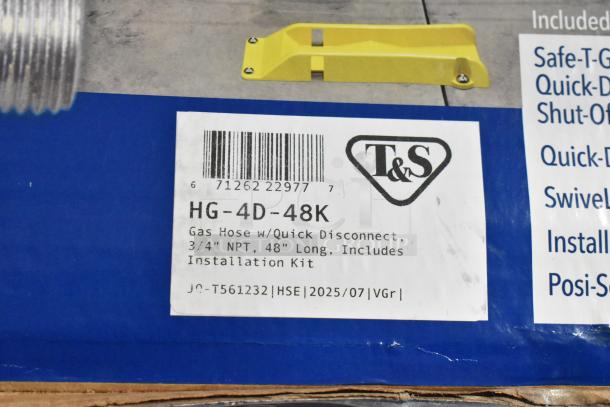 Included
Safe-T-G
Quick-D
Shut-Of
Quick-D
SwiveL
Install
Posi-S
6 71262 22977 7
T&S
HG-4D-48K
Gas Hose w/Quick Disconnect,
3/4" NPT, 48" Long, Includes
Installation Kit
JO-T561232|HSE|2025/07|VGr|